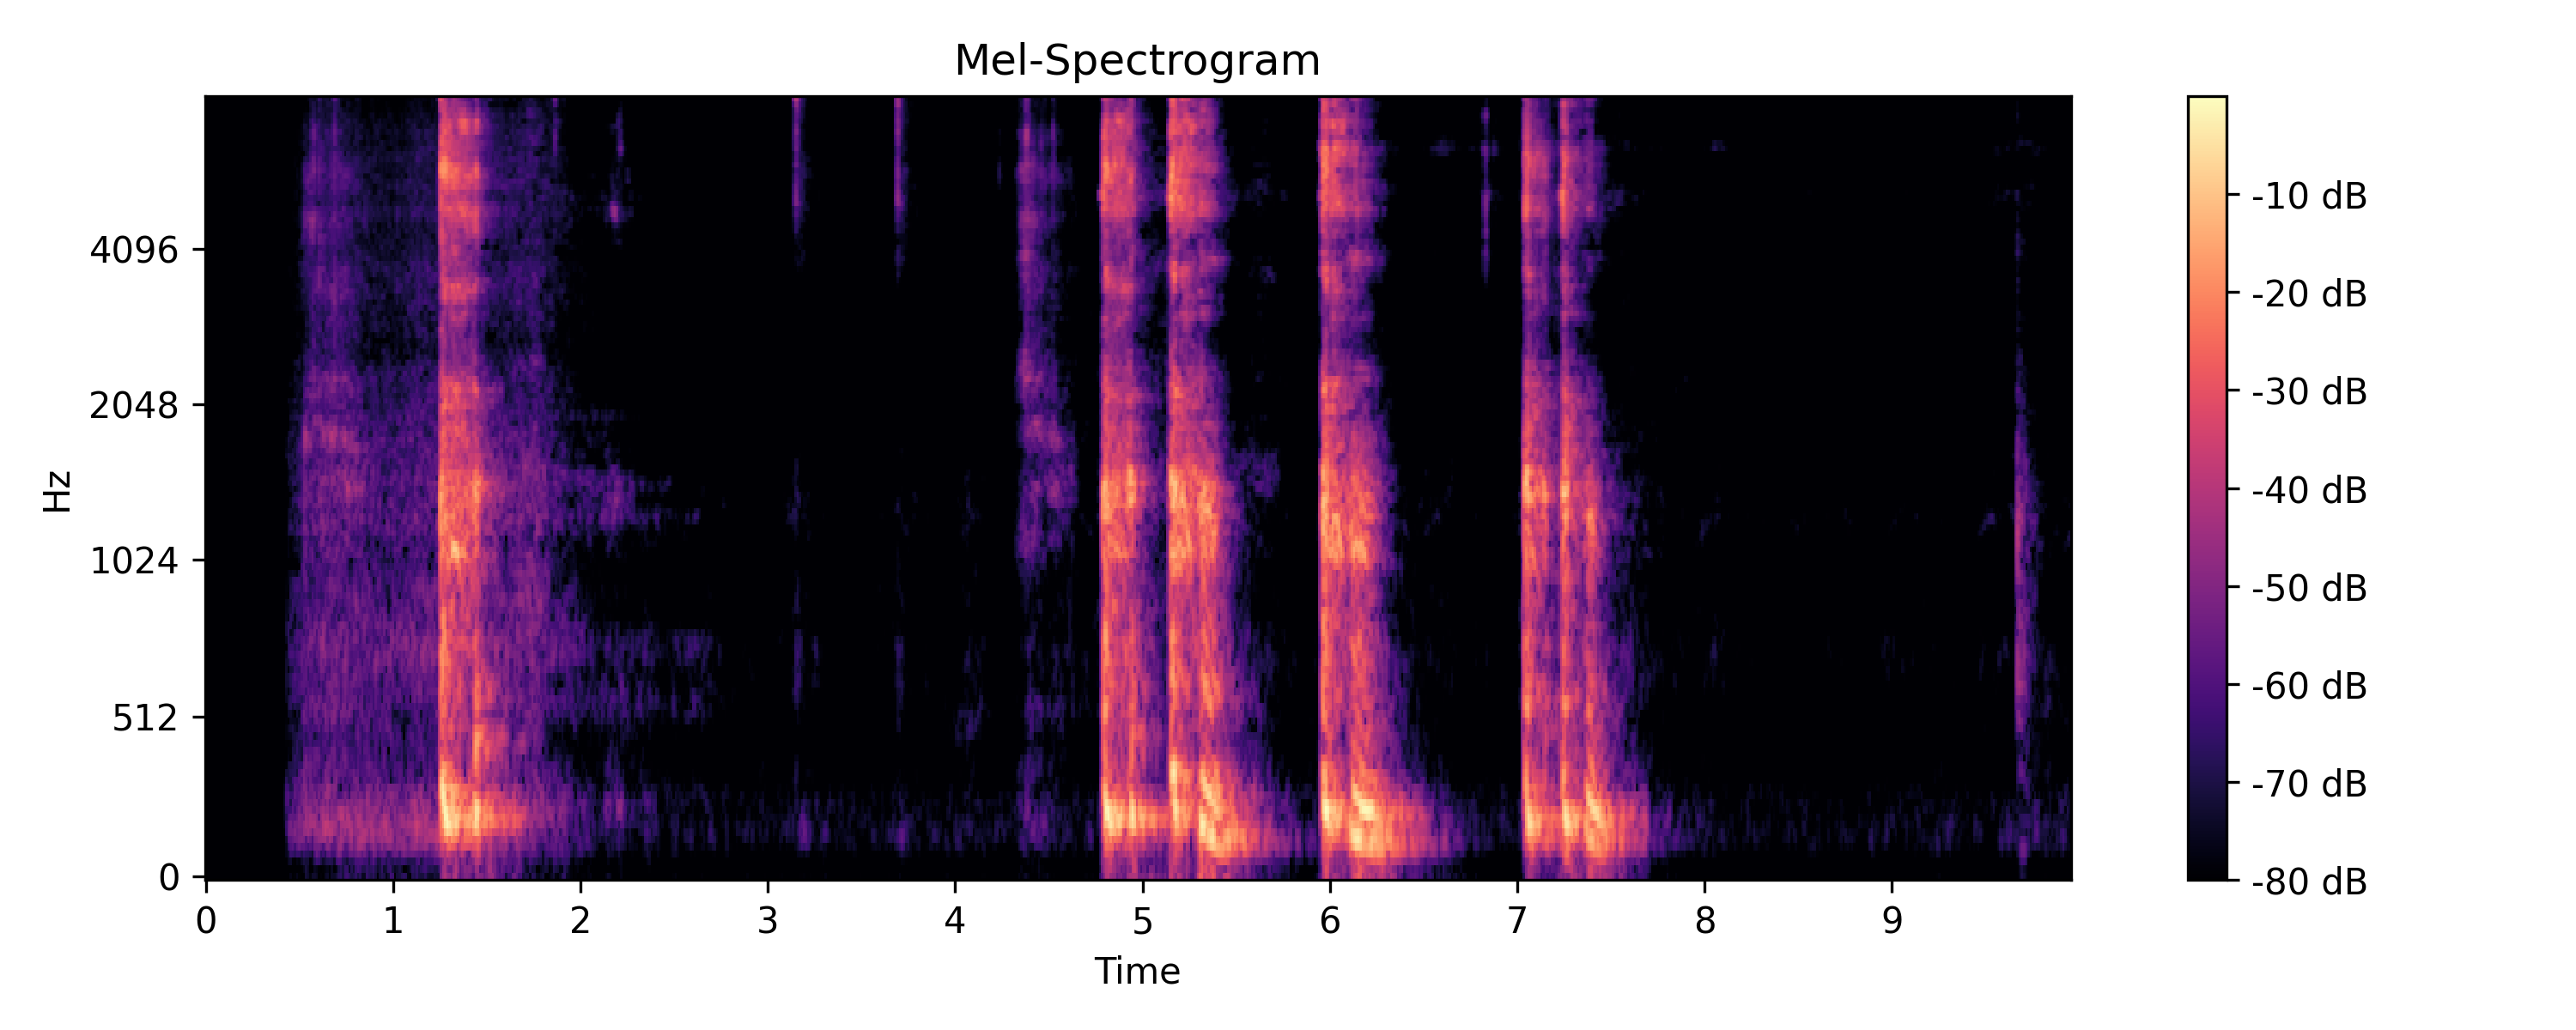 Mel-Spectrogram
Hz
4096
2048
1024
512
0
0 1 2 3 4 5 6 7 8 9
Time
-10 dB
-20 dB
-30 dB
-40 dB
-50 dB
-60 dB
-70 dB
-80 dB